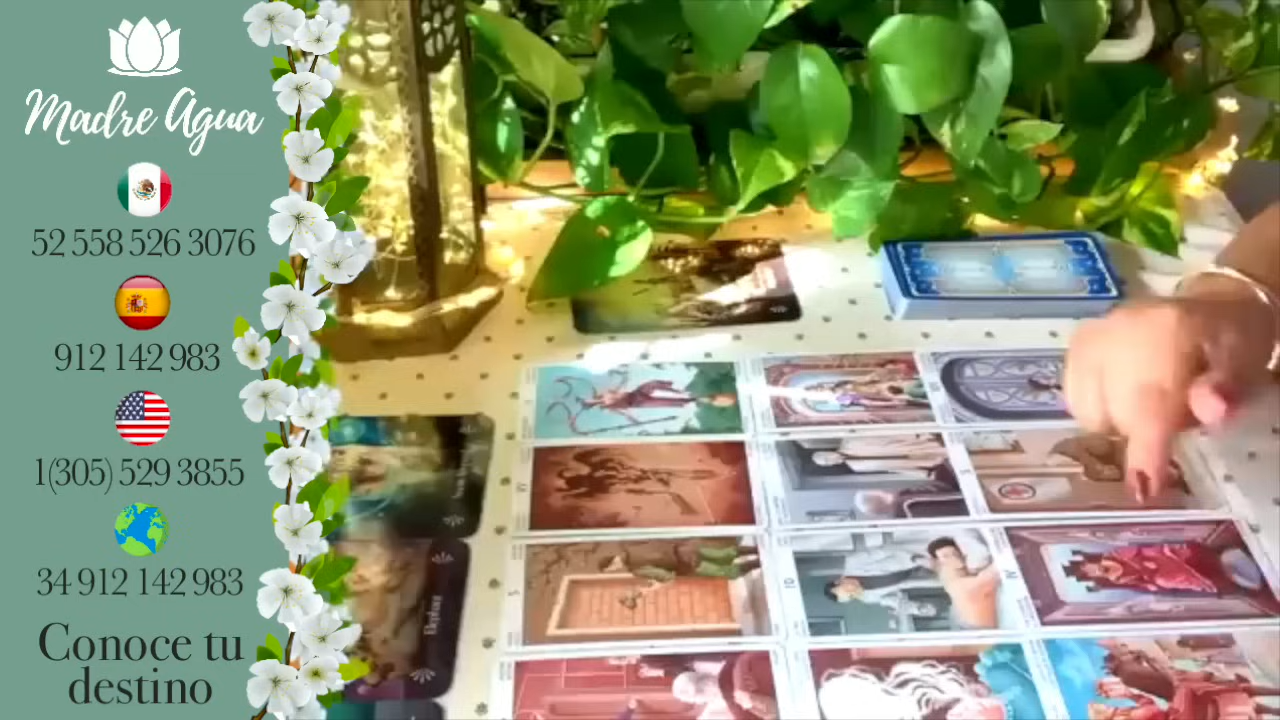 Madre Agua
52 558 526 3076
912 142 983
1(305) 529 3855
34 912 142 983
Conoce tu
destino
Elephant